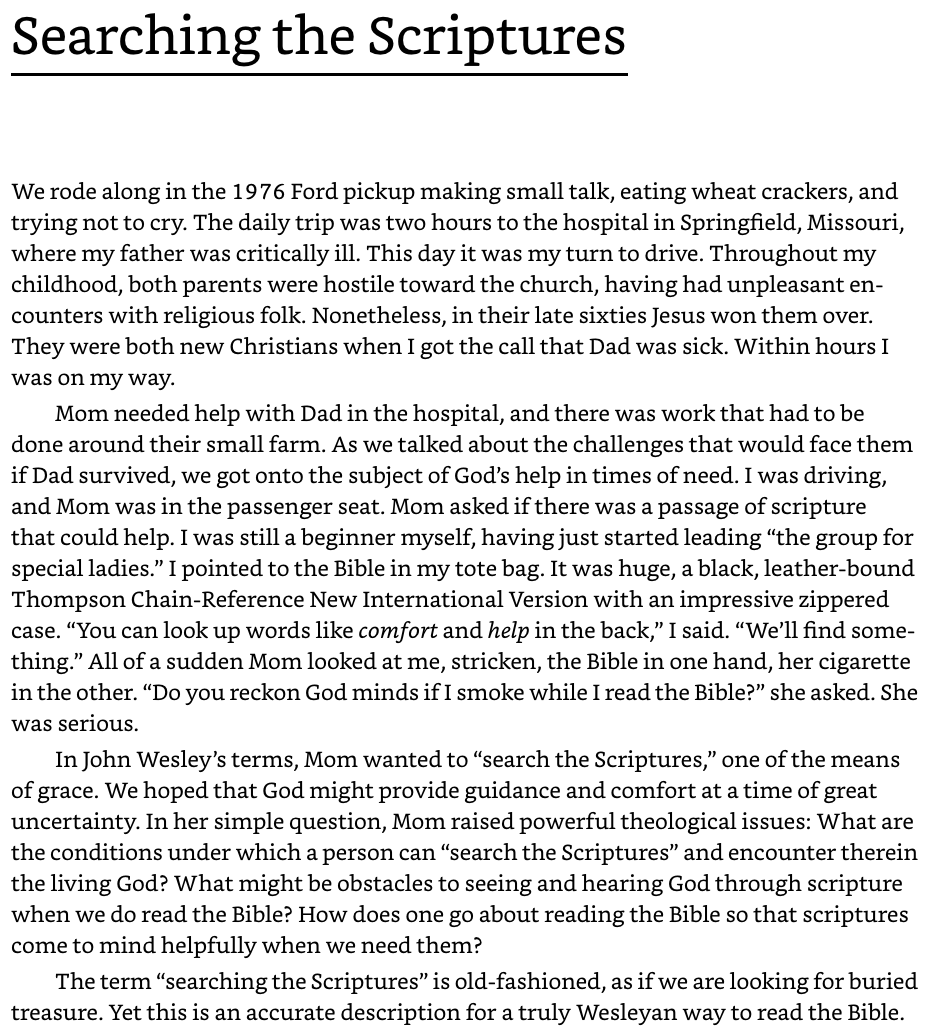 Searching the Scriptures
We rode along in the 1976 Ford pickup making small talk, eating wheat crackers, and
trying not to cry. The daily trip was two hours to the hospital in Springfield, Missouri,
where my father was critically ill. This day it was my turn to drive. Throughout my
childhood, both parents were hostile toward the church, having had unpleasant en-
counters with religious folk. Nonetheless, in their late sixties Jesus won them over.
They were both new Christians when I got the call that Dad was sick. Within hours I
was on my way.
Mom needed help with Dad in the hospital, and there was work that had to be
done around their small farm. As we talked about the challenges that would face them
if Dad survived, we got onto the subject of God’s help in times of need. I was driving,
and Mom was in the passenger seat. Mom asked if there was a passage of scripture
that could help. I was still a beginner myself, having just started leading “the group for
special ladies.” I pointed to the Bible in my tote bag. It was huge, a black, leather-bound
Thompson Chain-Reference New International Version with an impressive zippered
case. “You can look up words like comfort and help in the back,” I said. “We’ll find some-
thing.” All of a sudden Mom looked at me, stricken, the Bible in one hand, her cigarette
in the other. “Do you reckon God minds if I smoke while I read the Bible?” she asked. She
was serious.
In John Wesley’s terms, Mom wanted to “search the Scriptures,” one of the means
of grace. We hoped that God might provide guidance and comfort at a time of great
uncertainty. In her simple question, Mom raised powerful theological issues: What are
the conditions under which a person can “search the Scriptures” and encounter therein
the living God? What might be obstacles to seeing and hearing God through scripture
when we do read the Bible? How does one go about reading the Bible so that scriptures
come to mind helpfully when we need them?
The term “searching the Scriptures” is old-fashioned, as if we are looking for buried
treasure. Yet this is an accurate description for a truly Wesleyan way to read the Bible.